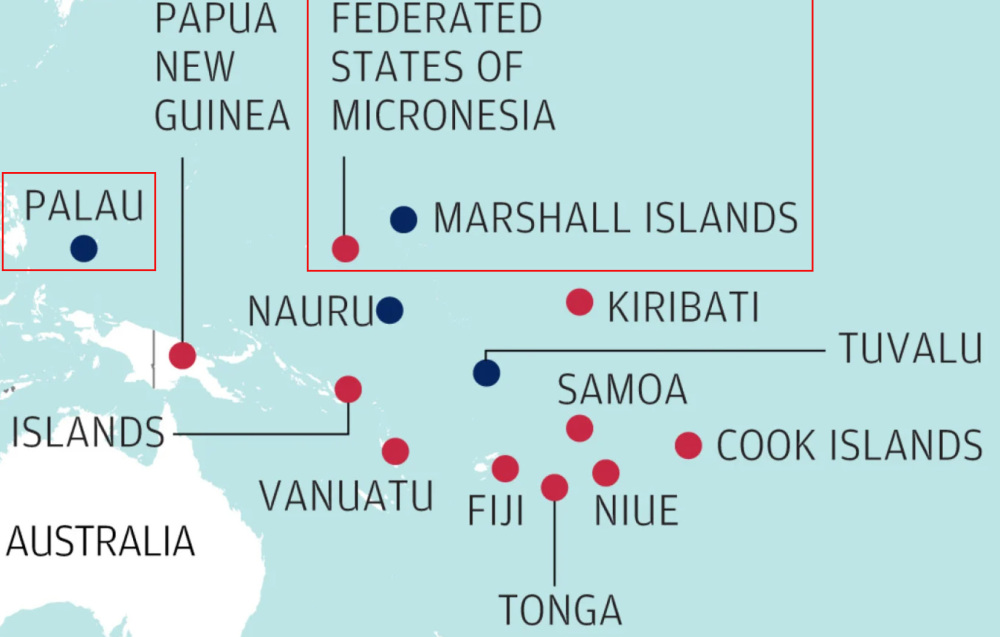 PAPUA
NEW
GUINEA
FEDERATED
STATES OF
MICRONESIA
PALAU
MARSHALL ISLANDS
NAURU
KIRIBATI
TUVALU
SAMOA
ISLANDS
COOK ISLANDS
VANUATU
FIJI
NIUE
AUSTRALIA
TONGA